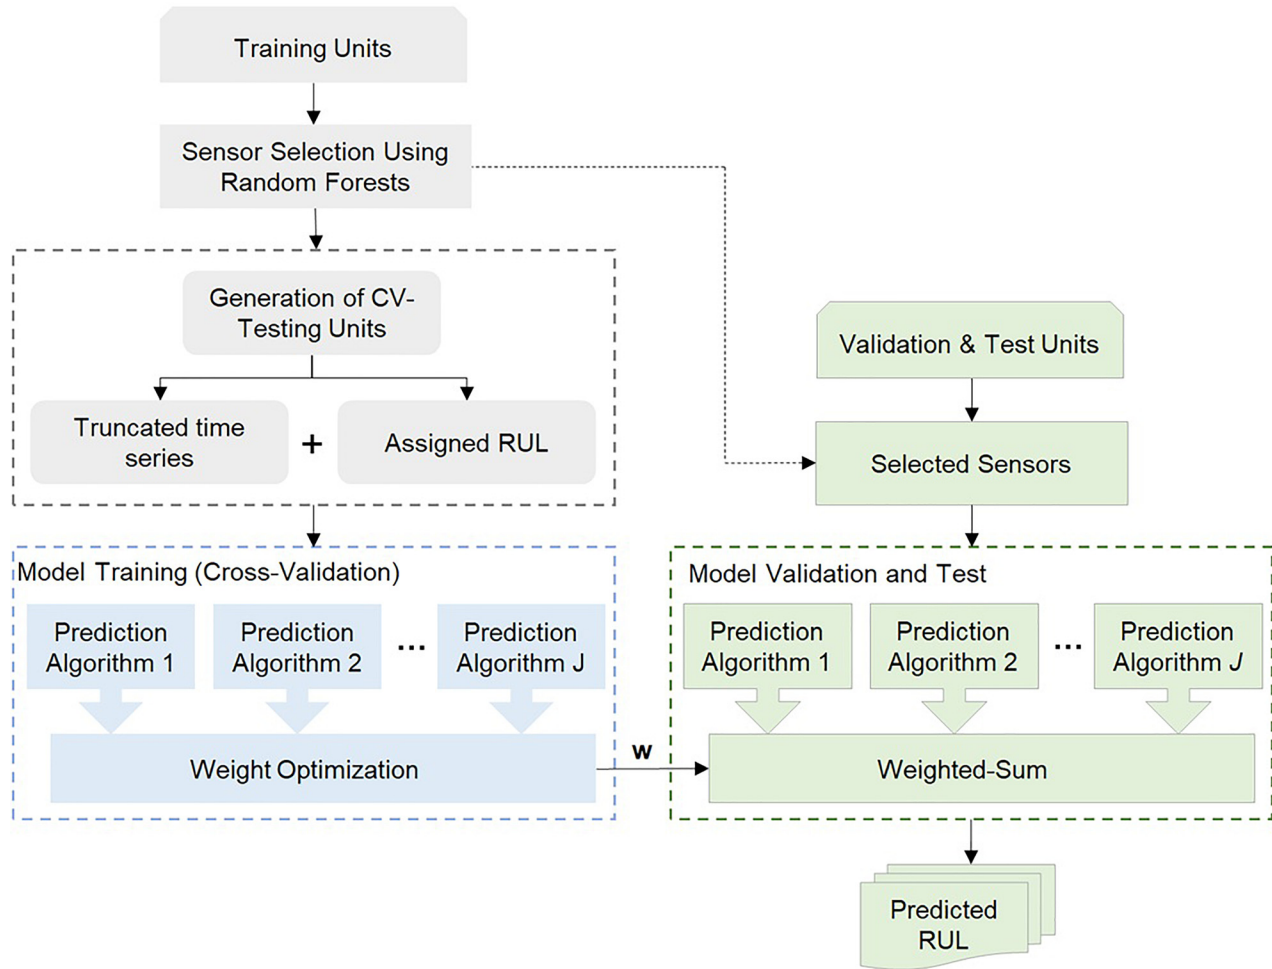 Training Units
Sensor Selection Using
Random Forests
Generation of CV-
Testing Units
Truncated time
series
+
Assigned RUL
Model Training (Cross-Validation)
Prediction
Algorithm 1
Prediction
Algorithm 2
...
Prediction
Algorithm J
Weight Optimization
w
Validation & Test Units
Selected Sensors
Model Validation and Test
Prediction
Algorithm 1
Prediction
Algorithm 2
...
Prediction
Algorithm J
Weighted-Sum
Predicted
RUL